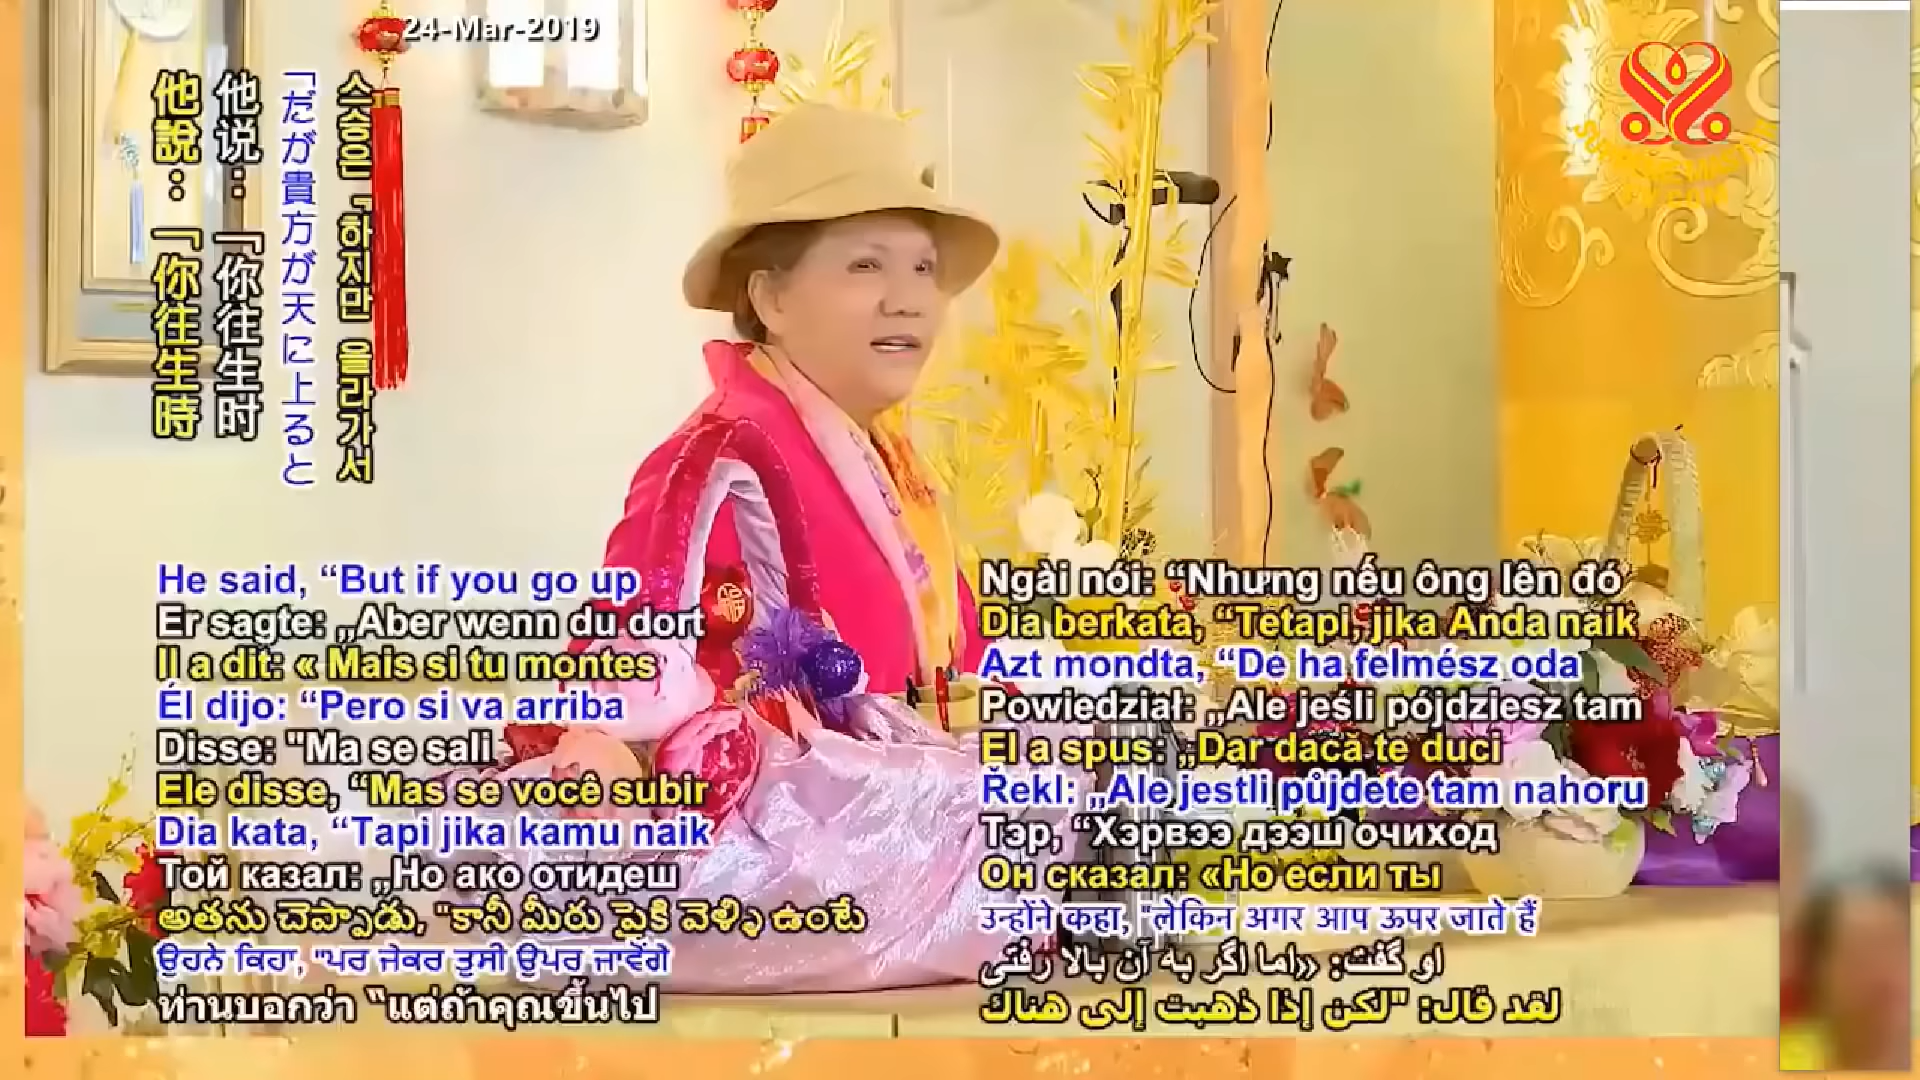 24-Mar-2019
SUPREME MASTER
TV.COM
스승은 『하지만 올라가서
「だが貴方が天に上ると
他说：「你往生时
他說：「你往生時
He said, “But if you go up
Er sagte: „Aber wenn du dort
Il a dit: « Mais si tu montes
Él dijo: “Pero si va arriba
Disse: "Ma se sali
Ele disse, “Mas se você subir
Dia kata, “Tapi jika kamu naik
Той казал: „Но ако отидеш
అతను చెప్పాడు, "కానీ మీరు పైకి వెళ్ళి ఉంటే
ਉਹਨੇ ਕਿਹਾ, "ਪਰ ਜੇਕਰ ਤੁਸੀ ਉਪਰ ਜਾਵੋਂਗੇ
ท่านบอกว่า “แต่ถ้าคุณขึ้นไป
Ngài nói: “Nhưng nếu ông lên đó
Dia berkata, “Tetapi, jika Anda naik
Azt mondta, “De ha felmész oda
Powiedział: „Ale jeśli pójdziesz tam
El a spus: „Dar dacă te duci
Řekl: „Ale jestli půjdete tam nahoru
Тэр, “Хэрвээ дээш очиход
Он сказал: «Но если ты
उन्होंने कहा, "लेकिन अगर आप ऊपर जाते हैं
او گفت: «اما اگر به آن بالا رفتی
لقد قال: "لكن إذا ذهبت إلى هناك
福